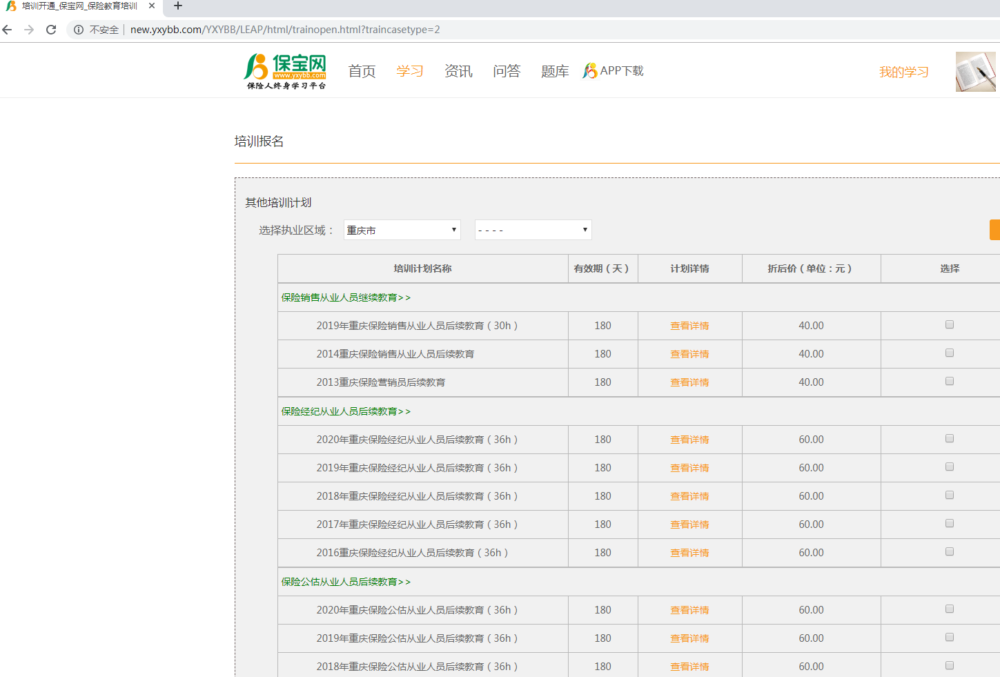 培训开通_保宝网_保险教育培训
不安全 new.yxybb.com/YXYBB/LEAP/html/trainopen.html?traincasetype=2
保宝网
www.yxybb.com
保险人终身学习平台
首页 学习 资讯 问答 题库 APP下载 我的学习
培训报名
其他培训计划
选择执业区域： 重庆市 - - - -
培训计划名称 有效期（天） 计划详情 折后价（单位：元） 选择
保险销售从业人员继续教育>>
2019年重庆保险销售从业人员后续教育（30h） 180 查看详情 40.00
2014重庆保险销售从业人员后续教育 180 查看详情 40.00
2013重庆保险营销员后续教育 180 查看详情 40.00
保险经纪从业人员后续教育>>
2020年重庆保险经纪从业人员后续教育（36h） 180 查看详情 60.00
2019年重庆保险经纪从业人员后续教育（36h） 180 查看详情 60.00
2018年重庆保险经纪从业人员后续教育（36h） 180 查看详情 60.00
2017年重庆保险经纪从业人员后续教育（36h） 180 查看详情 60.00
2016重庆保险经纪从业人员后续教育（36h） 180 查看详情 60.00
保险公估从业人员后续教育>>
2020年重庆保险公估从业人员后续教育（36h） 180 查看详情 60.00
2019年重庆保险公估从业人员后续教育（36h） 180 查看详情 60.00
2018年重庆保险公估从业人员后续教育（36h） 180 查看详情 60.00